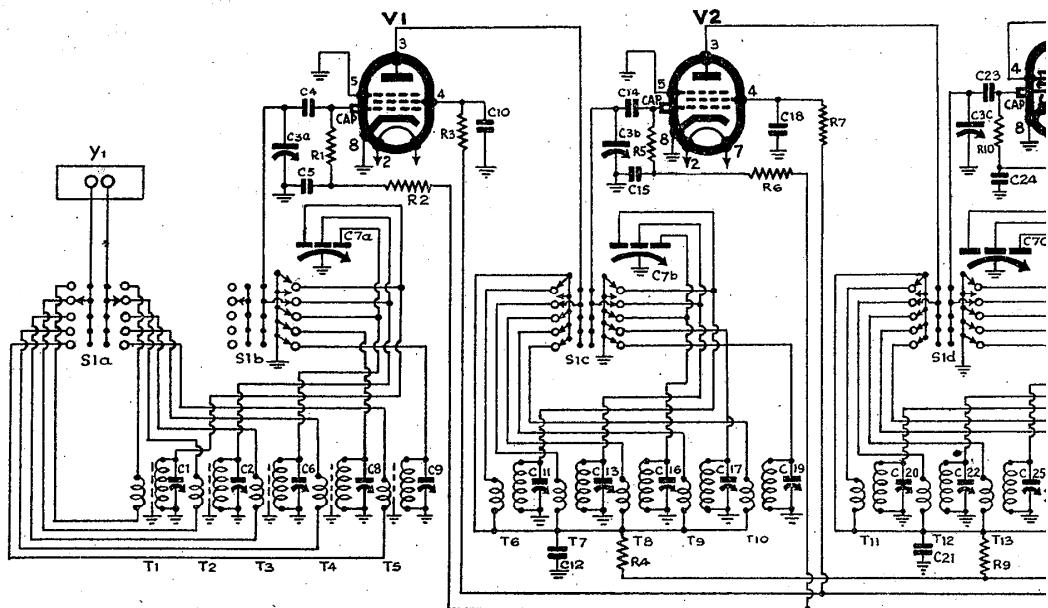 V1 V2
3 3
5 C4 4 C10 5 C14 4 C18 R7 4 C23
CAP CAP CAP
C3a R1 8 2 R3 C3b R5 8 2 7 C3c R10 8
Y1
C5 R2 C15 R6 C24
C7a C7b C7c
S1a S1b S1c S1d
C1 C2 C6 C8 C9 C11 C13 C16 C17 C19 C20 C22 C25
T1 T2 T3 T4 T5 T6 T7 T8 T9 T10 T11 T12 T13
C12 R4 C21 R9